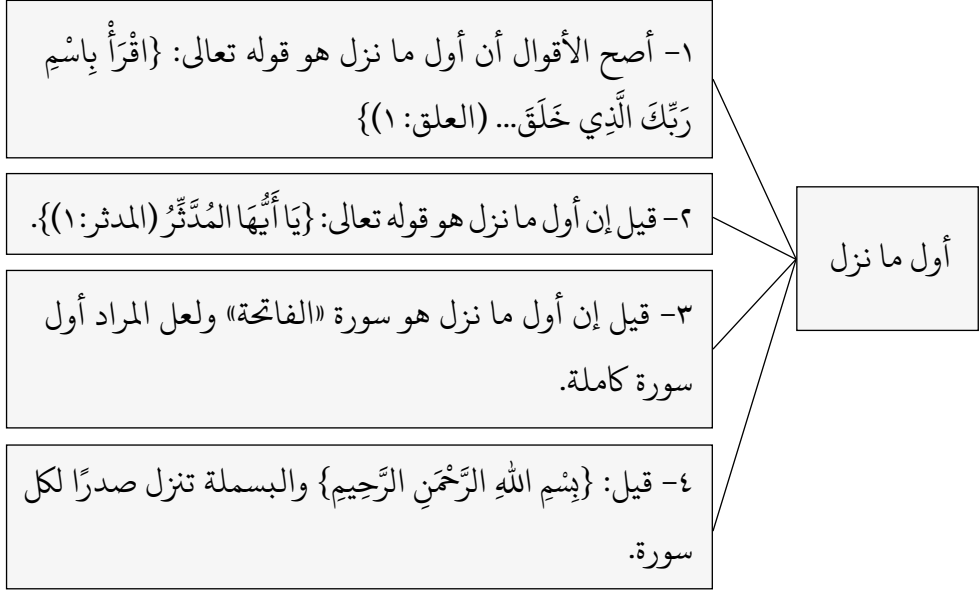 أول ما نزل
١- أصح الأقوال أن أول ما نزل هو قوله تعالى: {اقْرَأْ بِاسْمِ
رَبِّكَ الَّذِي خَلَقَ... (العلق: ١)}
٢- قيل إن أول ما نزل هو قوله تعالى: {يَا أَيُّهَا المُدَّثِّرُ (المدثر: ١)}.
٣- قيل إن أول ما نزل هو سورة «الفاتحة» ولعل المراد أول
سورة كاملة.
٤- قيل: {بِسْمِ اللهِ الرَّحْمَنِ الرَّحِيمِ} والبسملة تنزل صدرًا لكل
سورة.